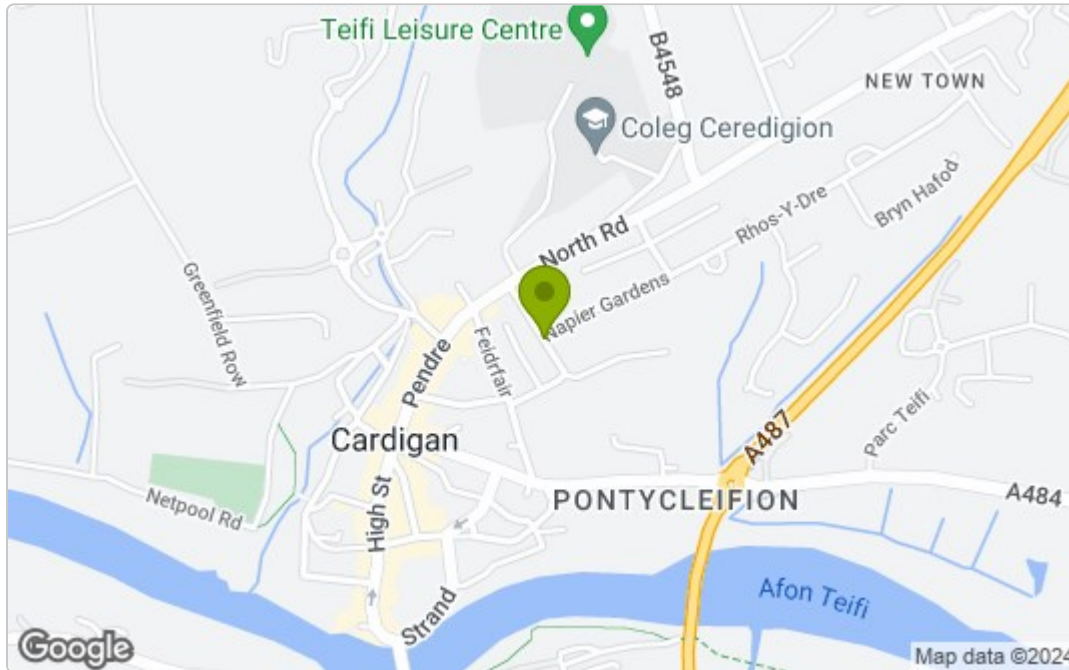 Teifi Leisure Centre
B4548
NEW TOWN
Coleg Ceredigion
Bryn Hafod
Rhos-Y-Dre
North Rd
Greenfield Row
Napier Gardens
Pendre
Feidrfair
A487
Parc Teifi
Cardigan
Netpool Rd
High St
PONTYCLEIFION
A484
Strand
Afon Teifi
Google
Map data ©2024